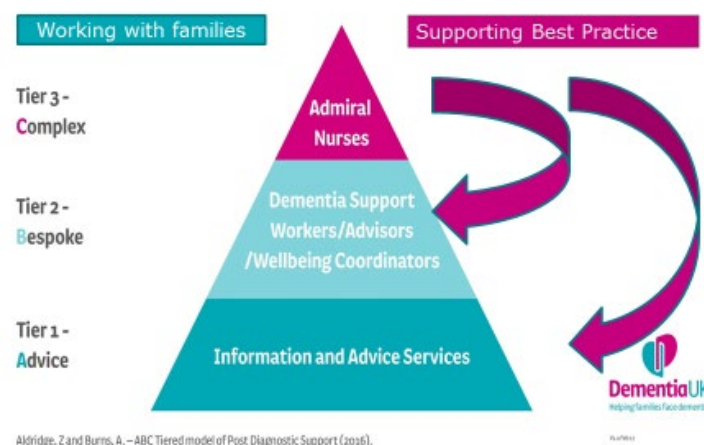 Working with families
Supporting Best Practice
Tier 3 -
Complex
Admiral
Nurses
Tier 2 -
Bespoke
Dementia Support
Workers/Advisors
/Wellbeing Coordinators
Tier 1 -
Advice
Information and Advice Services
DementiaUK
Helping families face dementia
Aldridge, Z and Burns, A. – ABC Tiered model of Post Diagnostic Support (2016).